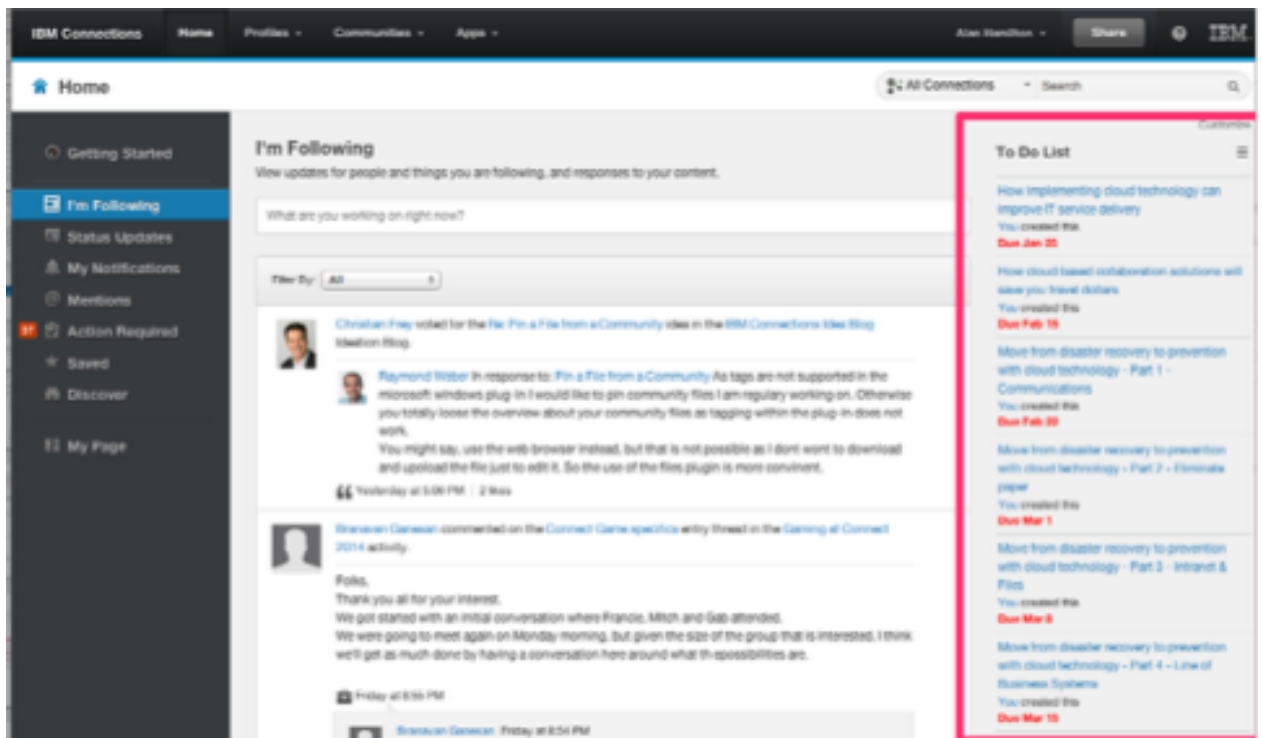 IBM Connections Home Profiles Communities Apps Alan Hamilton Share IBM
Home
All Connections Search
Customize
Getting Started
I'm Following
Status Updates
My Notifications
Mentions
Action Required
Saved
Discover
My Page
I'm Following
View updates for people and things you are following, and responses to your content.
What are you working on right now?
Filter By: All
Christian Frey voted for the Re: Pin a File from a Community idea in the IBM Connections Idea Blog
Ideation Blog.
Raymond Weber In response to: Pin a File from a Community As tags are not supported in the
microsoft windows plug-in I would like to pin community files I am regulary working on. Otherwise
you totally loose the overview about your community files as tagging within the plug-in does not
work.
You might say, use the web browser instead, but that is not possible as I dont wont to download
and upoload the file just to edit it. So the use of the files plugin is more convinent.
Yesterday at 5:06 PM | 2 likes
Branavan Ganesan commented on the Connect Game specifics entry thread in the Gaming at Connect
2014 activity.
Folks,
Thank you all for your interest.
We got started with an initial conversation where Francie, Mitch and Gab attended.
We were going to meet again on Monday morning, but given the size of the group that is interested, I think
we'll get as much done by having a conversation here around what th epossibilities are.
Friday at 8:55 PM
Branavan Ganesan Friday at 8:54 PM
To Do List
How implementing cloud technology can
improve IT service delivery
You created this
Due Jan 25
How cloud based collaboration solutions will
save you travel dollars
You created this
Due Feb 15
Move from disaster recovery to prevention
with cloud technology - Part 1 -
Communications
You created this
Due Feb 22
Move from disaster recovery to prevention
with cloud technology - Part 2 - Eliminate
paper
You created this
Due Mar 1
Move from disaster recovery to prevention
with cloud technology - Part 3 - Intranet &
Files
You created this
Due Mar 8
Move from disaster recovery to prevention
with cloud technology - Part 4 - Line of
Business Systems
You created this
Due Mar 15